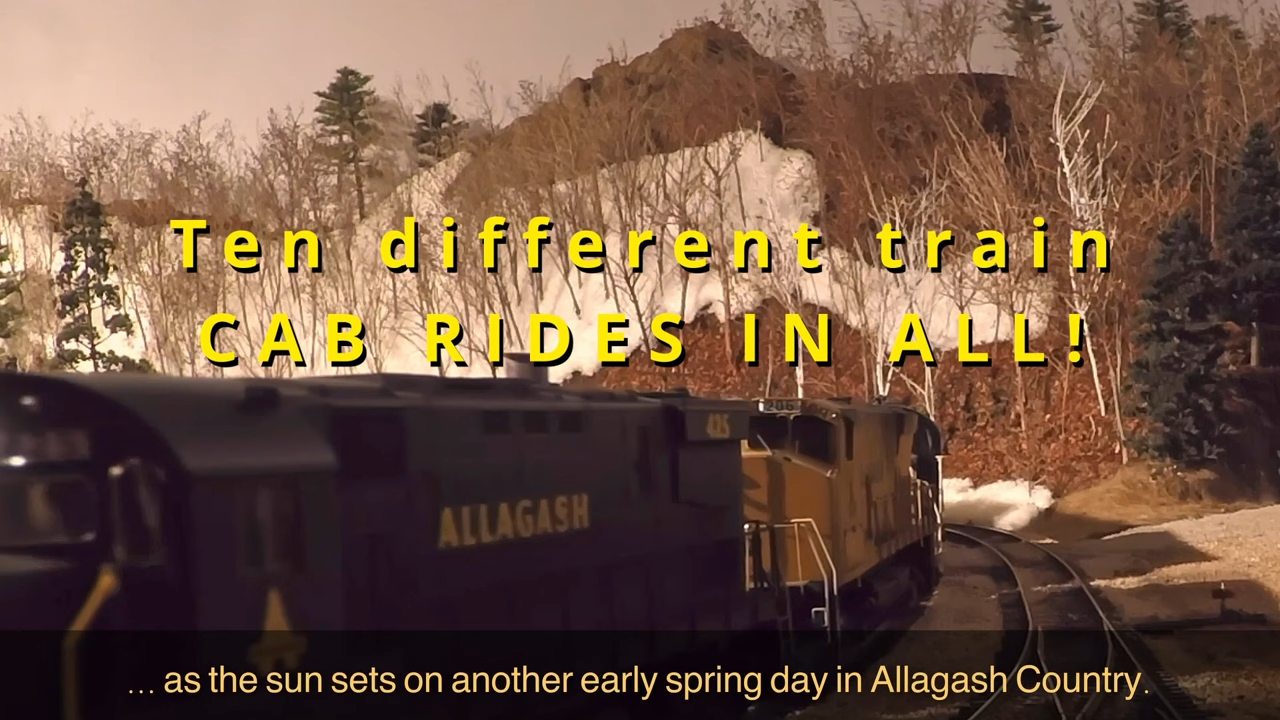 Ten different train
CAB RIDES IN ALL!
206
425
ALLAGASH
... as the sun sets on another early spring day in Allagash Country.